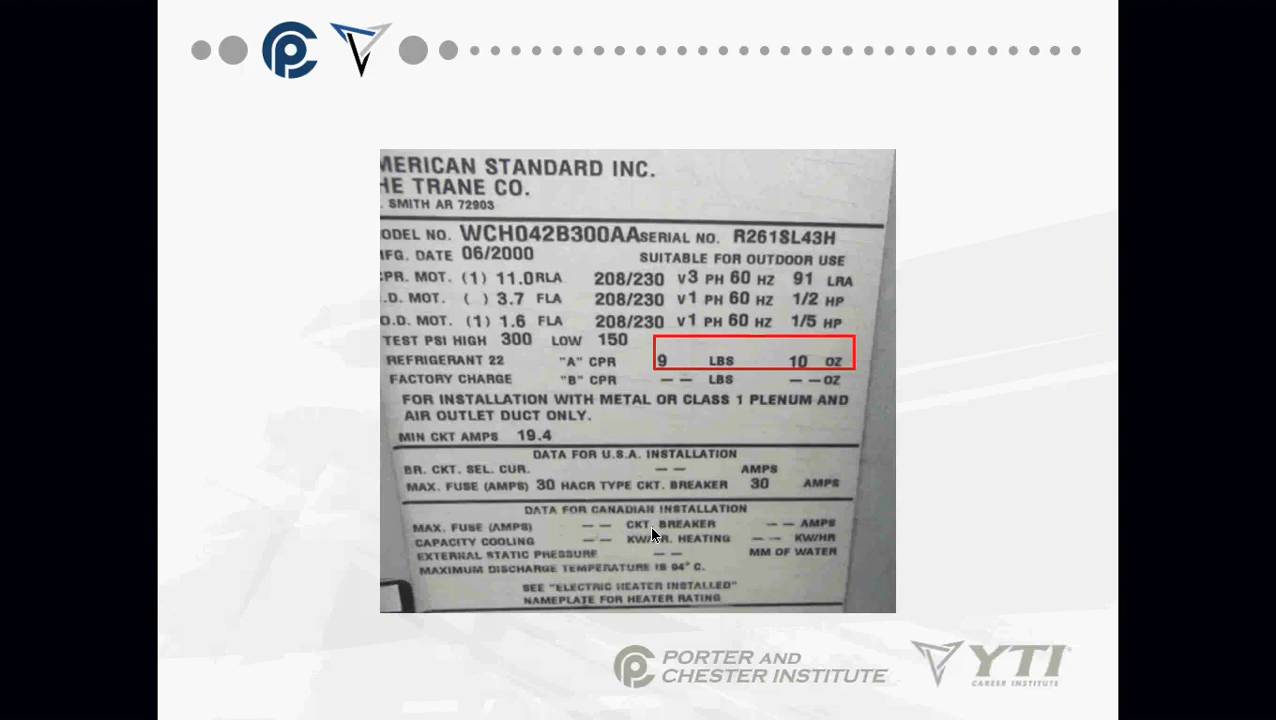 MERICAN STANDARD INC.
HE TRANE CO.
. SMITH AR 72903
ODEL NO. WCH042B300AA SERIAL NO. R261SL43H
FG. DATE 06/2000 SUITABLE FOR OUTDOOR USE
PR. MOT. (1) 11.0 RLA 208/230 V 3 PH 60 HZ 91 LRA
.D. MOT. ( ) 3.7 FLA 208/230 V 1 PH 60 HZ 1/2 HP
O.D. MOT. (1) 1.6 FLA 208/230 V 1 PH 60 HZ 1/5 HP
TEST PSI HIGH 300 LOW 150
REFRIGERANT 22 "A" CPR 9 LBS 10 OZ
FACTORY CHARGE "B" CPR – – LBS – – OZ
FOR INSTALLATION WITH METAL OR CLASS 1 PLENUM AND
AIR OUTLET DUCT ONLY.
MIN CKT AMPS 19.4
DATA FOR U.S.A. INSTALLATION
BR. CKT. SEL. CUR. – – AMPS
MAX. FUSE (AMPS) 30 HACR TYPE CKT. BREAKER 30 AMPS
DATA FOR CANADIAN INSTALLATION
MAX. FUSE (AMPS) – – CKT. BREAKER – – AMPS
CAPACITY COOLING – – KW/HR. HEATING – – KW/HR
EXTERNAL STATIC PRESSURE – – MM OF WATER
MAXIMUM DISCHARGE TEMPERATURE IS 94° C.
SEE "ELECTRIC HEATER INSTALLED"
NAMEPLATE FOR HEATER RATING
PORTER AND
CHESTER INSTITUTE
YTI
CAREER INSTITUTE